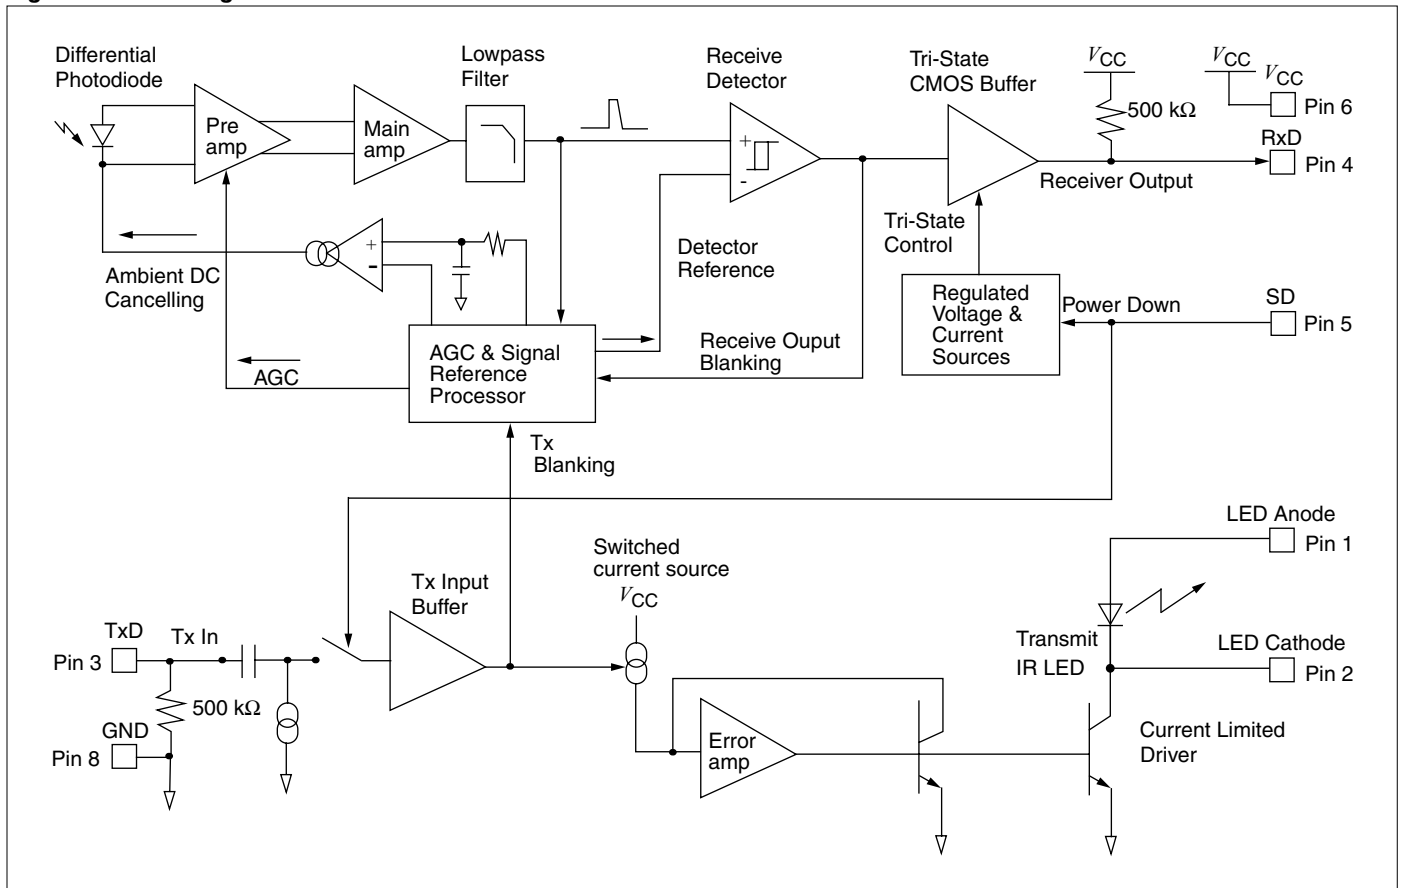 Differential
Photodiode
Pre
amp
Main
amp
Lowpass
Filter
Receive
Detector
+
-
Tri-State
CMOS Buffer
VCC
500 kΩ
VCC
VCC
Pin 6
RxD
Pin 4
Receiver Output
Tri-State
Control
Ambient DC
Cancelling
+
-
Detector
Reference
Regulated
Voltage &
Current
Sources
Power Down
SD
Pin 5
AGC
AGC & Signal
Reference
Processor
Receive Ouput
Blanking
Tx
Blanking
LED Anode
Pin 1
Switched
current source
VCC
Tx Input
Buffer
TxD
Tx In
Pin 3
500 kΩ
GND
Pin 8
Error
amp
Transmit
IR LED
LED Cathode
Pin 2
Current Limited
Driver